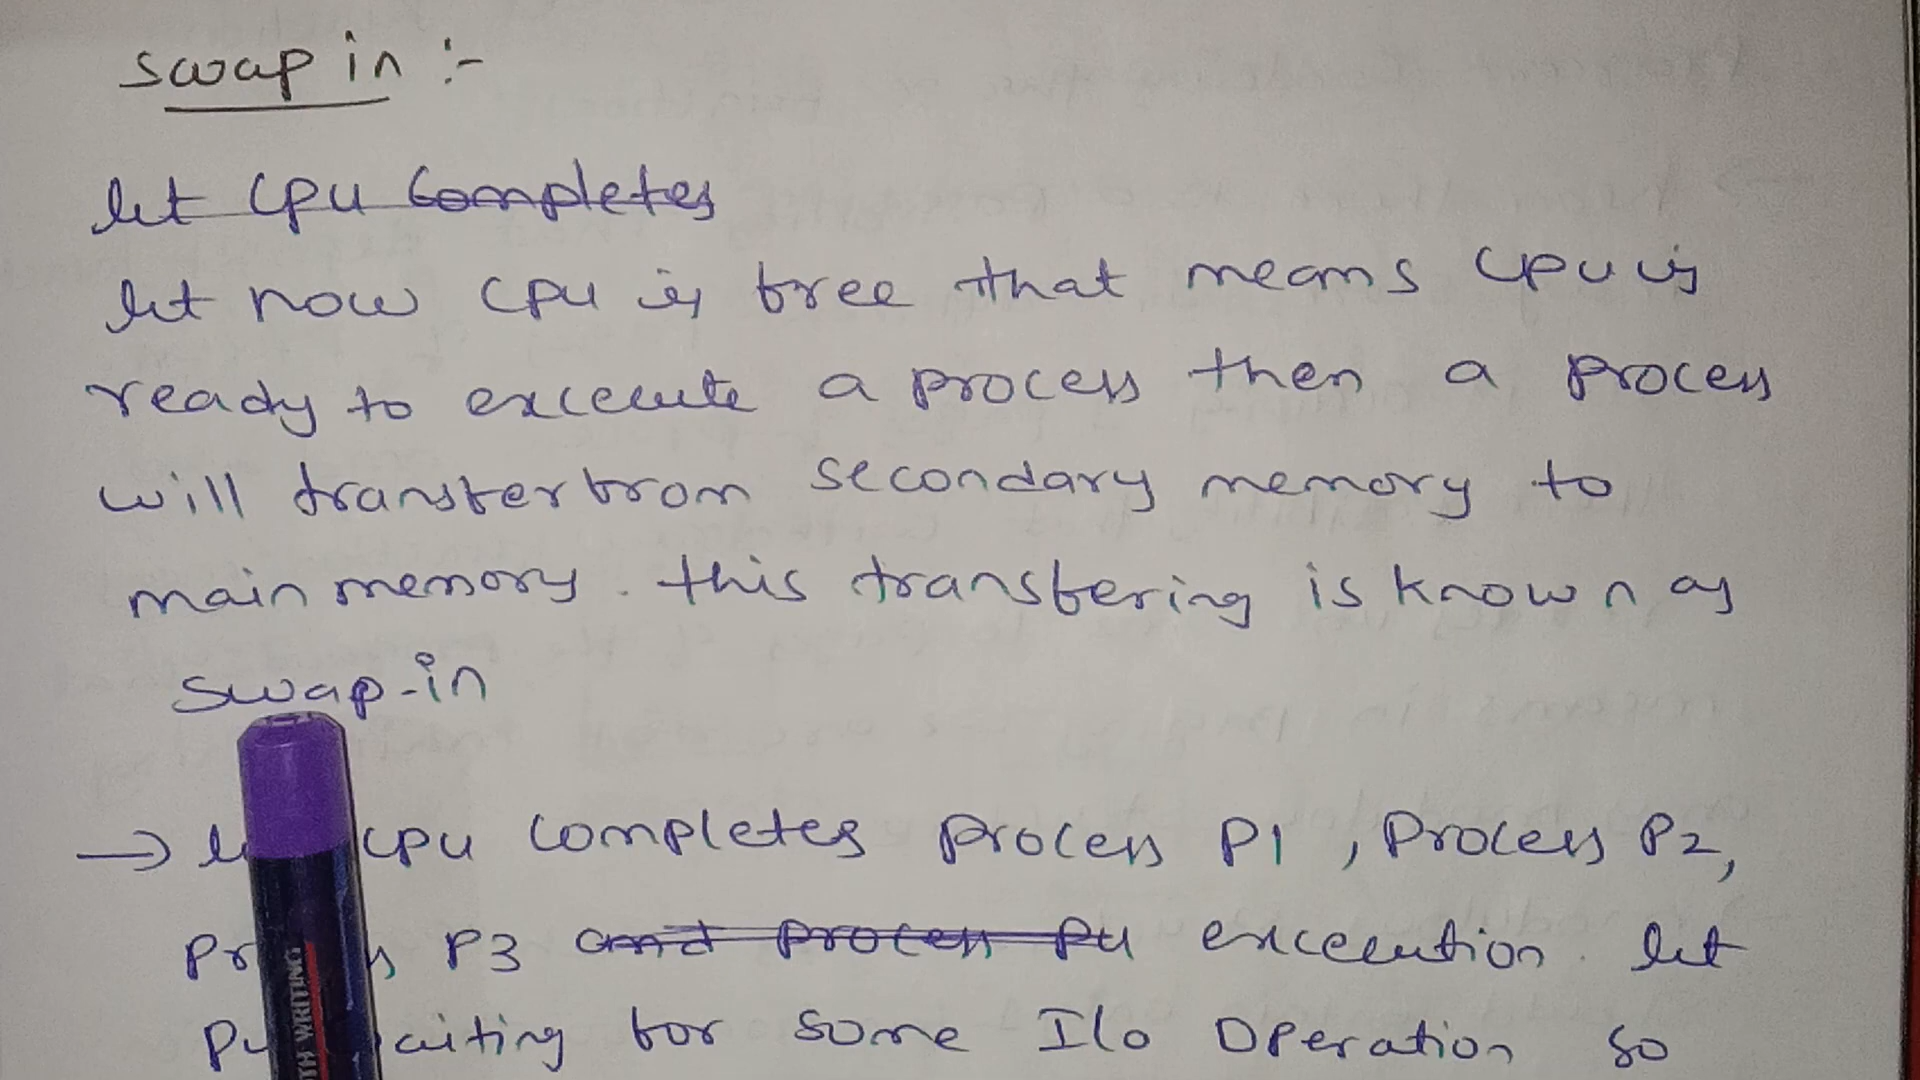 swap in :-
let cpu completes
let now cpu is free that means cpu is
ready to excecute a process then a process
will transfer from secondary memory to
main memory. this transfering is known as
swap-in
→ cpu completes process P1, Process P2,
P3 and process P4 excecution. let
for some I/o Operation so
TH WRITING